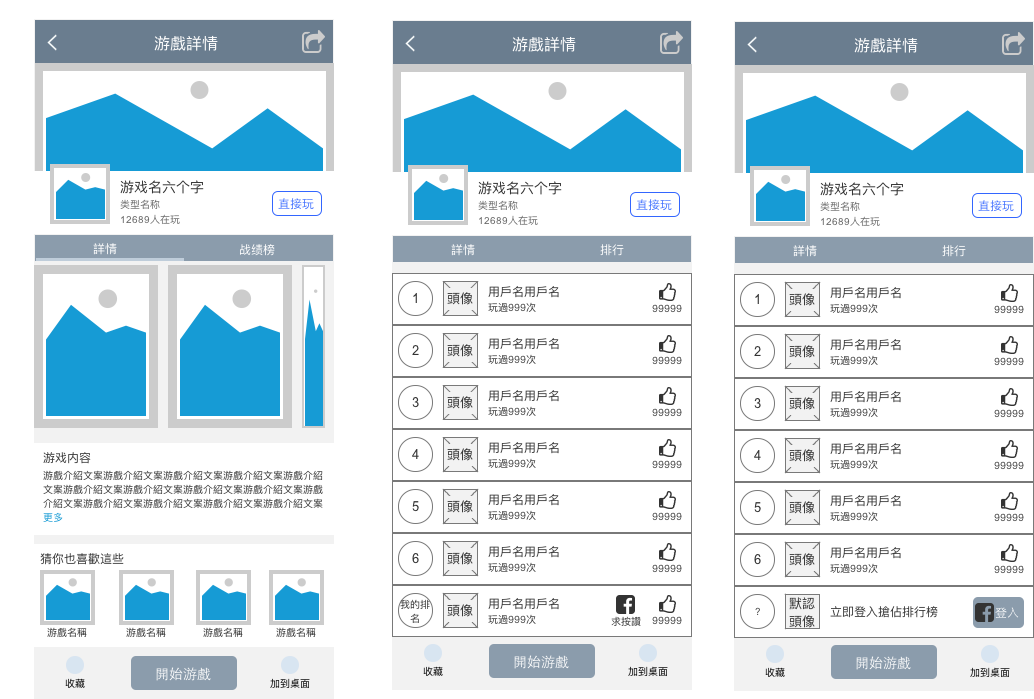 游戲詳情
游戏名六个字
类型名称
12689人在玩
直接玩
詳情
战绩榜
游戏内容
游戲介紹文案游戲介紹文案游戲介紹文案游戲介紹文案游戲介紹
文案游戲介紹文案游戲介紹文案游戲介紹文案游戲介紹文案游戲
介紹文案游戲介紹文案游戲介紹文案游戲介紹文案游戲介紹文案
更多
猜你也喜歡這些
游戲名稱
游戲名稱
游戲名稱
游戲名稱
收藏
開始游戲
加到桌面
游戲詳情
游戏名六个字
类型名称
12689人在玩
直接玩
詳情
排行
1
頭像
用戶名用戶名
玩過999次
99999
2
頭像
用戶名用戶名
玩過999次
99999
3
頭像
用戶名用戶名
玩過999次
99999
4
頭像
用戶名用戶名
玩過999次
99999
5
頭像
用戶名用戶名
玩過999次
99999
6
頭像
用戶名用戶名
玩過999次
99999
我的排
名
頭像
用戶名用戶名
玩過999次
求按讚
99999
收藏
開始游戲
加到桌面
游戲詳情
游戏名六个字
类型名称
12689人在玩
直接玩
詳情
排行
1
頭像
用戶名用戶名
玩過999次
99999
2
頭像
用戶名用戶名
玩過999次
99999
3
頭像
用戶名用戶名
玩過999次
99999
4
頭像
用戶名用戶名
玩過999次
99999
5
頭像
用戶名用戶名
玩過999次
99999
6
頭像
用戶名用戶名
玩過999次
99999
?
默認
頭像
立即登入搶佔排行榜
登入
收藏
開始游戲
加到桌面